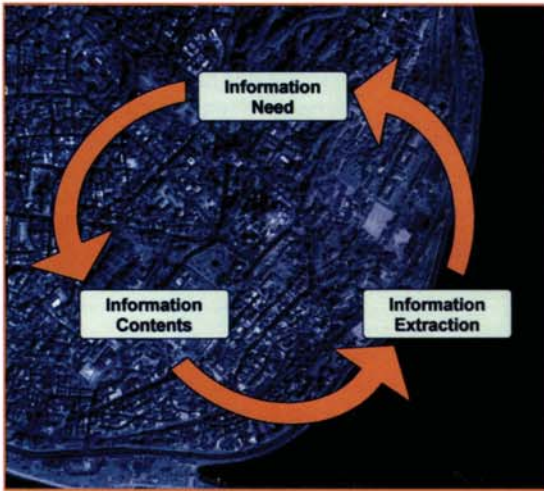 Information
Need
Information
Contents
Information
Extraction